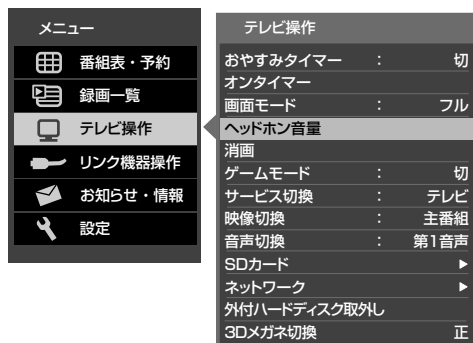 メニュー
番組表・予約
録画一覧
テレビ操作
リンク機器操作
お知らせ・情報
設定
テレビ操作
おやすみタイマー : 切
オンタイマー
画面モード : フル
ヘッドホン音量
消画
ゲームモード : 切
サービス切換 : テレビ
映像切換 : 主番組
音声切換 : 第1音声
SDカード ▶
ネットワーク ▶
外付ハードディスク取外し
3Dメガネ切換 正